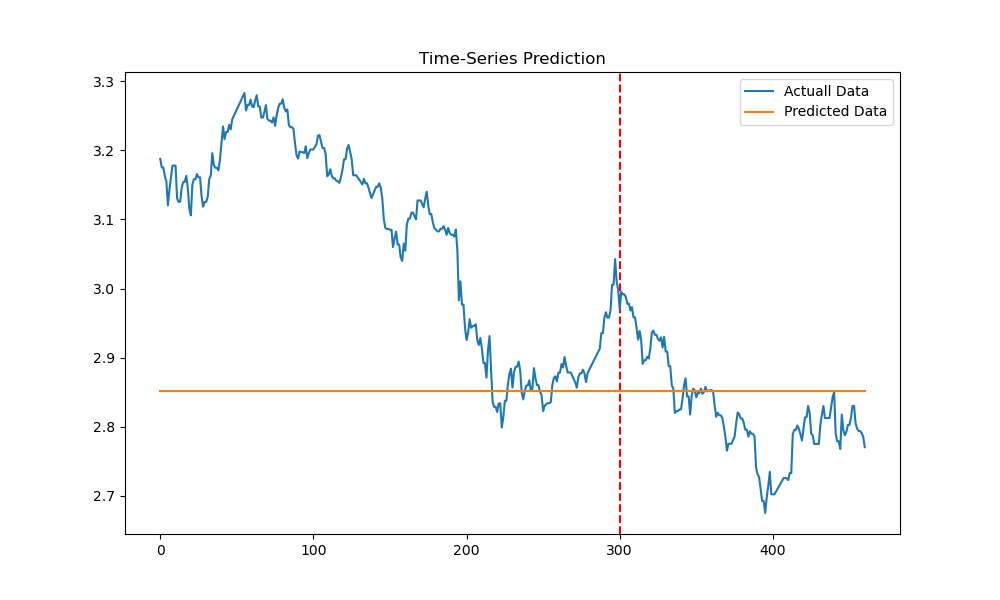 Time-Series Prediction
Actuall Data
Predicted Data
3.3
3.2
3.1
3.0
2.9
2.8
2.7
0 100 200 300 400